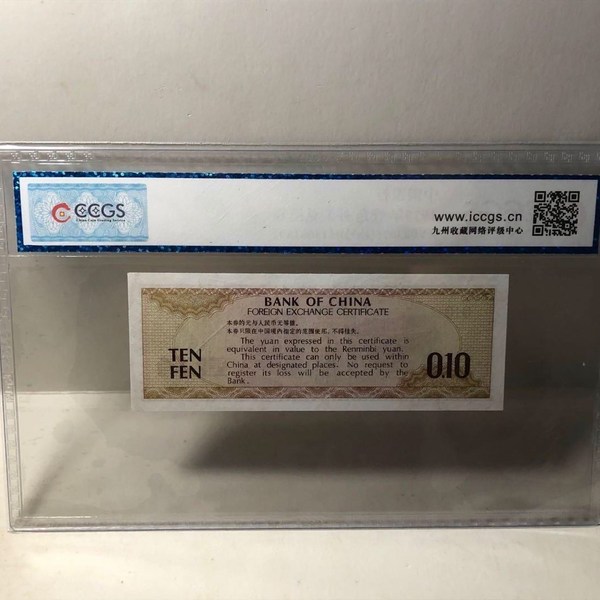 CCGS
China Coin Grading Service
www.iccgs.cn
九州收藏网络评级中心
BANK OF CHINA
FOREIGN EXCHANGE CERTIFICATE
本券的元与人民币元等值。
本券只限在中国境内指定的范围使用，不得挂失。
The yuan expressed in this certificate is
equivalent in value to the Renminbi yuan.
This certificate can only be used within
China at designated places. No request to
register its loss will be accepted by the
Bank.
TEN
FEN
0.10